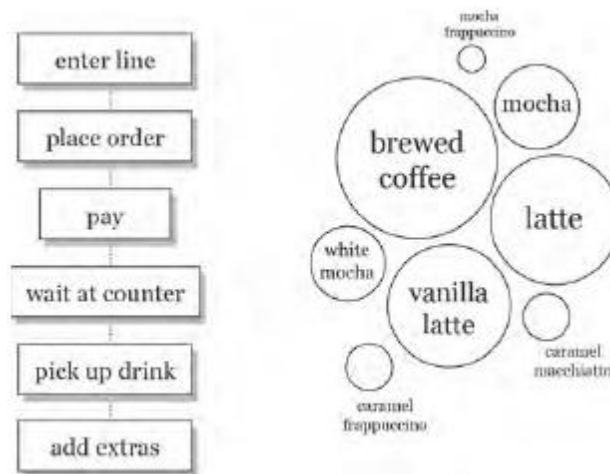 enter line
place order
pay
wait at counter
pick up drink
add extras
mocha
frappuccino
mocha
brewed
coffee
latte
white
mocha
vanilla
latte
caramel
macchiatto
caramel
frappuccino